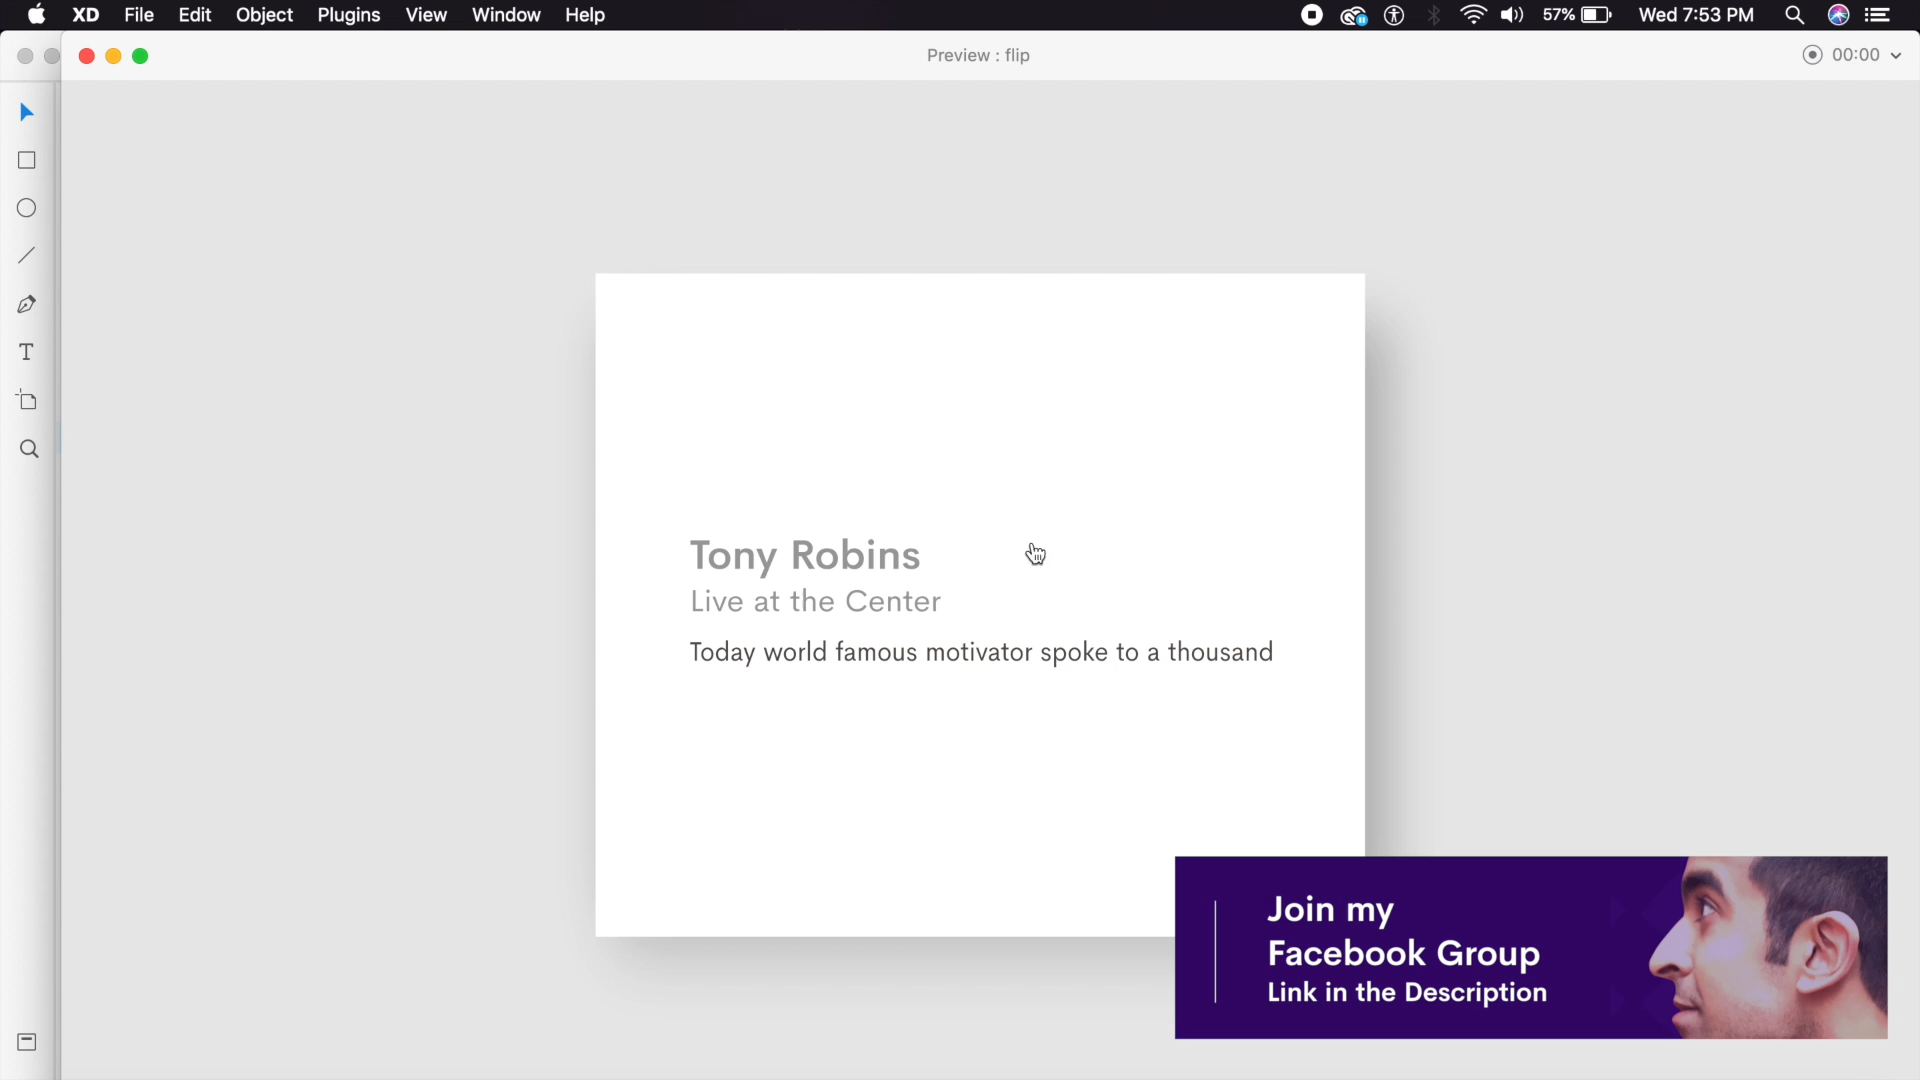 XD File Edit Object Plugins View Window Help 57% Wed 7:53 PM
Preview : flip 00:00
T
Tony Robins
Live at the Center
Today world famous motivator spoke to a thousand
Join my
Facebook Group
Link in the Description